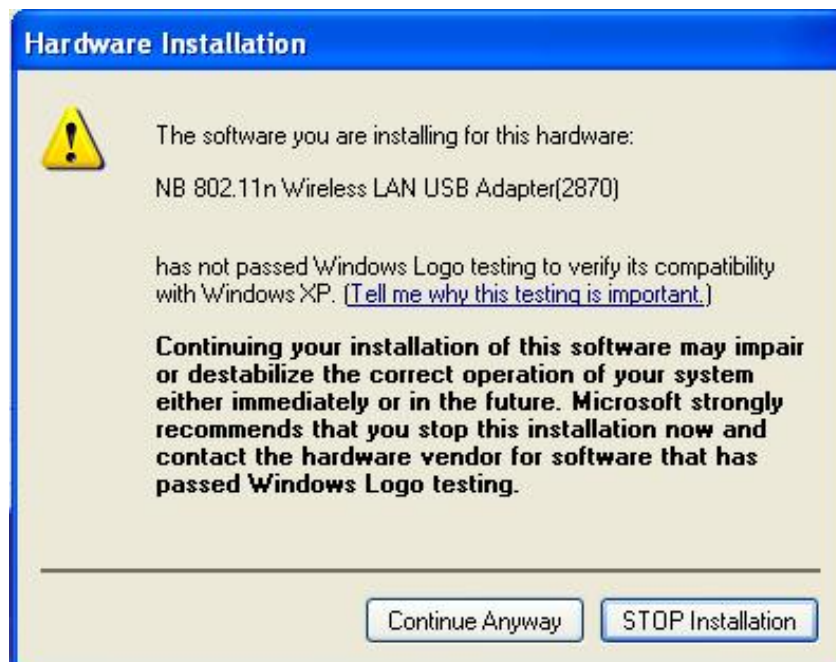 Hardware Installation
The software you are installing for this hardware:
NB 802.11n Wireless LAN USB Adapter(2870)
has not passed Windows Logo testing to verify its compatibility
with Windows XP. (Tell me why this testing is important.)
Continuing your installation of this software may impair
or destabilize the correct operation of your system
either immediately or in the future. Microsoft strongly
recommends that you stop this installation now and
contact the hardware vendor for software that has
passed Windows Logo testing.
Continue Anyway
STOP Installation